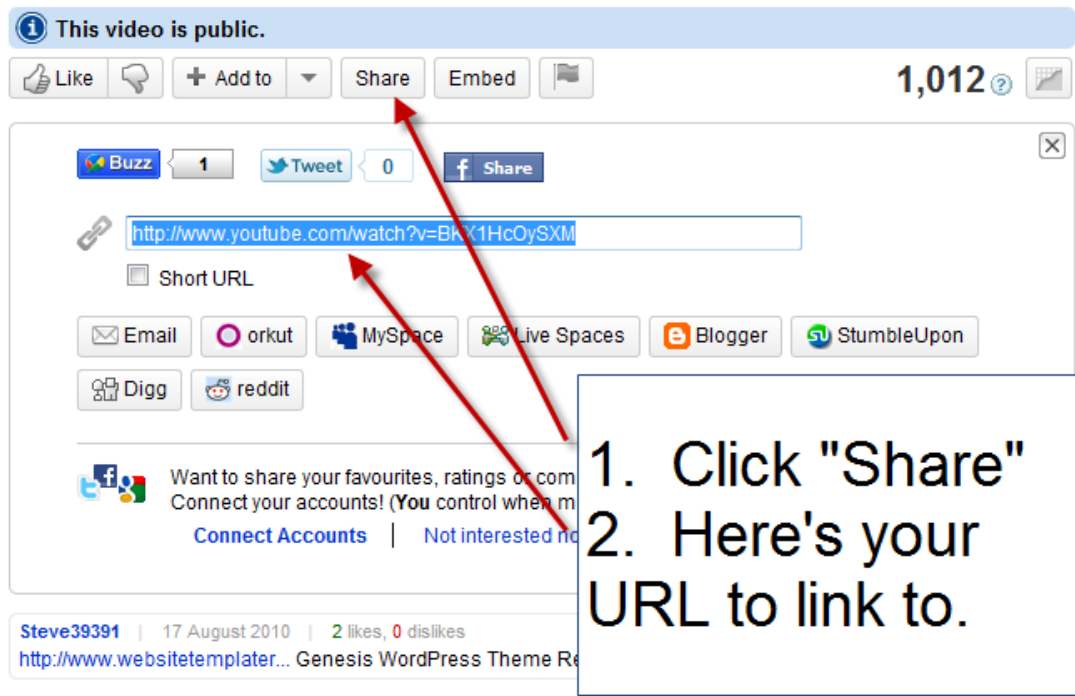 This video is public.
Like Add to Share Embed 1,012
Buzz 1 Tweet 0 Share
http://www.youtube.com/watch?v=BKX1HcOySXM
Short URL
Email orkut MySpace Live Spaces Blogger StumbleUpon
Digg reddit
Want to share your favourites, ratings or com
Connect your accounts! (You control when m
Connect Accounts | Not interested no
1. Click "Share"
2. Here's your
URL to link to.
Steve39391 | 17 August 2010 | 2 likes, 0 dislikes
http://www.websitetemplater... Genesis WordPress Theme Re